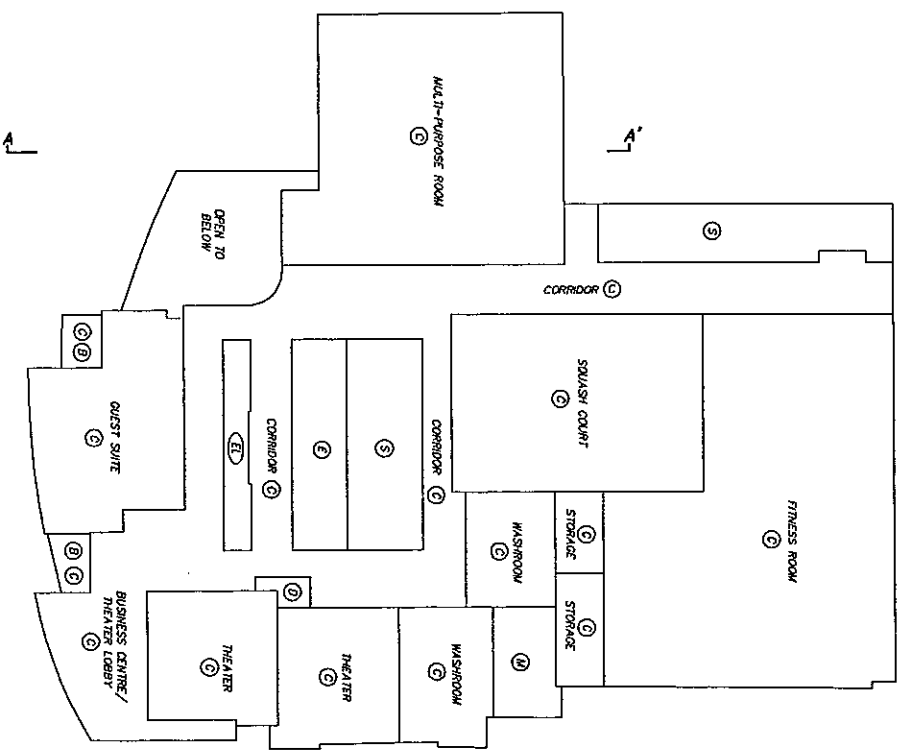 A
A'
MULTI-PURPOSE ROOM
C
S
OPEN TO
BELOW
CORRIDOR C
C B
GUEST SUITE
C
EL
CORRIDOR
C
E
S
CORRIDOR
C
SQUASH COURT
C
FITNESS ROOM
C
WASHROOM
C
STORAGE
C
STORAGE
C
B C
D
BUSINESS CENTRE/
THEATER LOBBY
C
THEATER
C
THEATER
C
WASHROOM
C
M